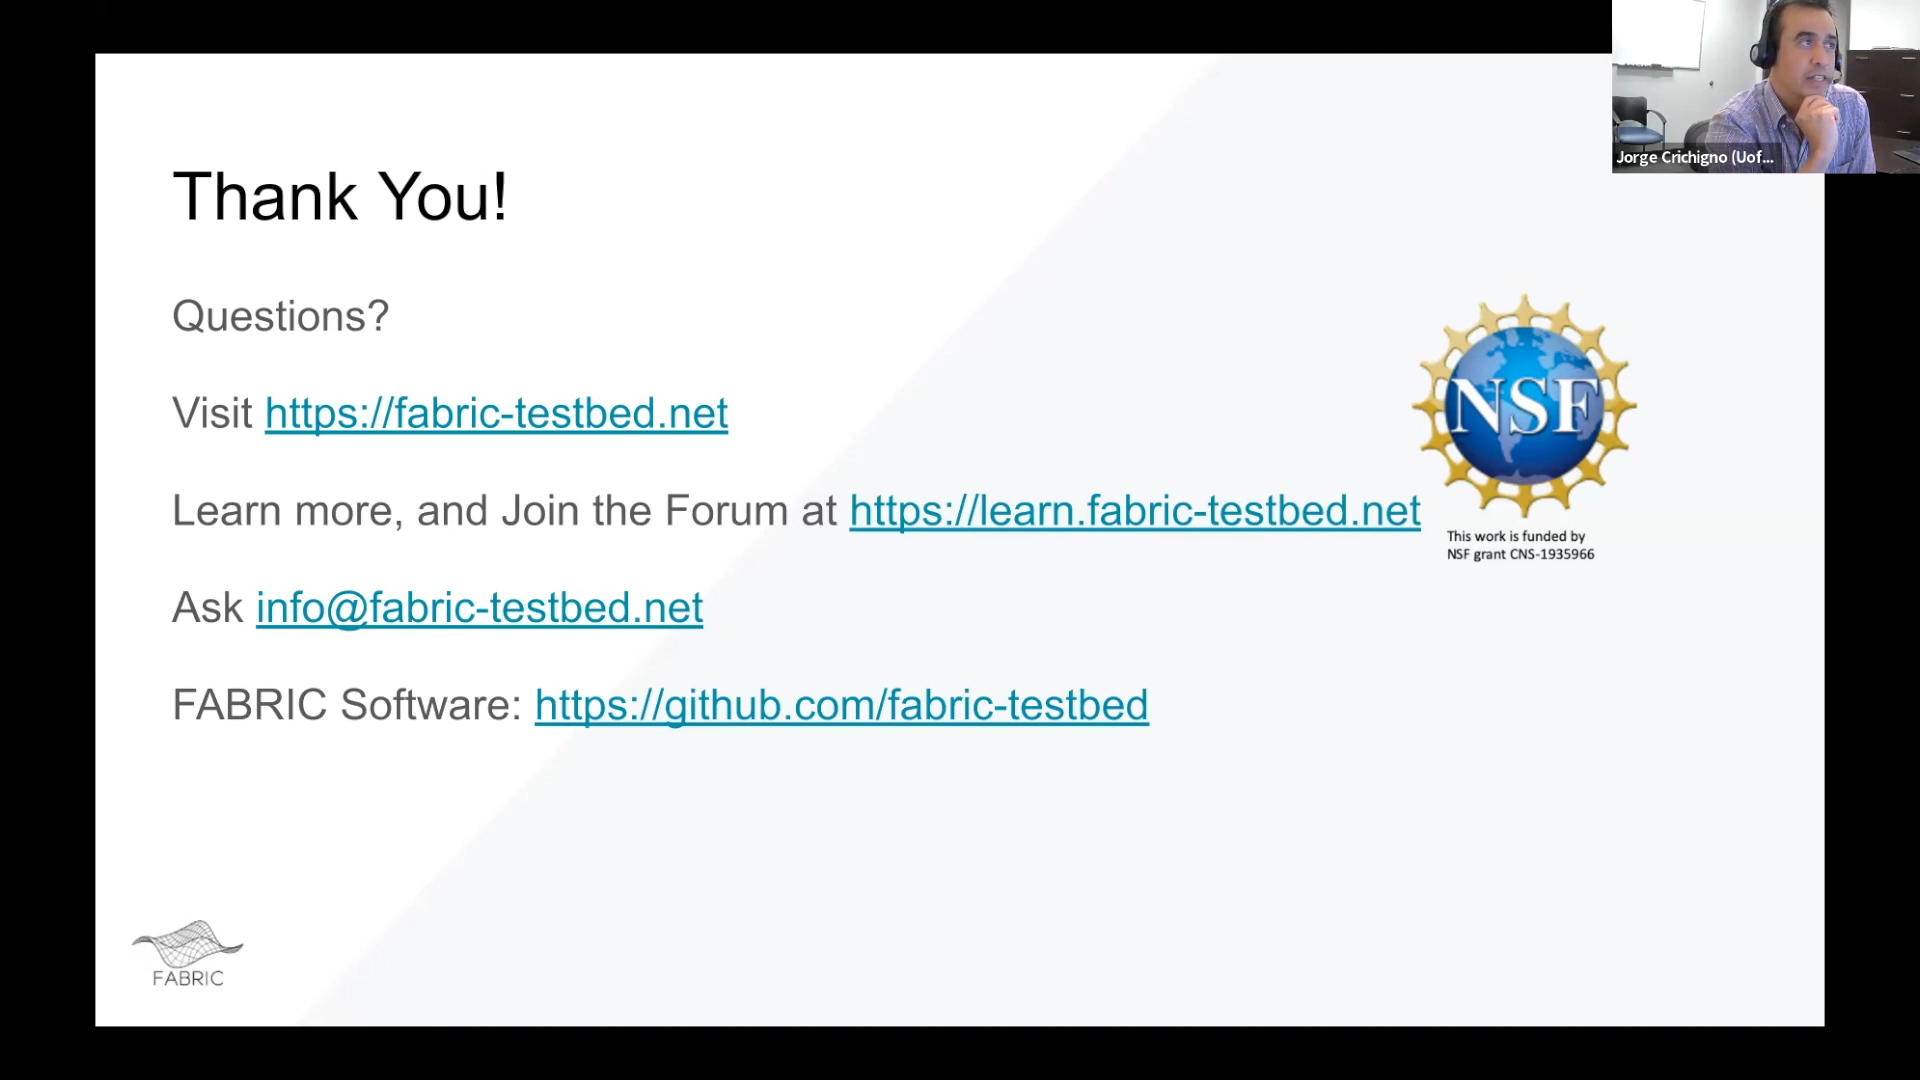 Jorge Crichigno (Uof...
Thank You!
Questions?
Visit https://fabric-testbed.net
Learn more, and Join the Forum at https://learn.fabric-testbed.net
Ask info@fabric-testbed.net
FABRIC Software: https://github.com/fabric-testbed
NSF
This work is funded by
NSF grant CNS-1935966
FABRIC